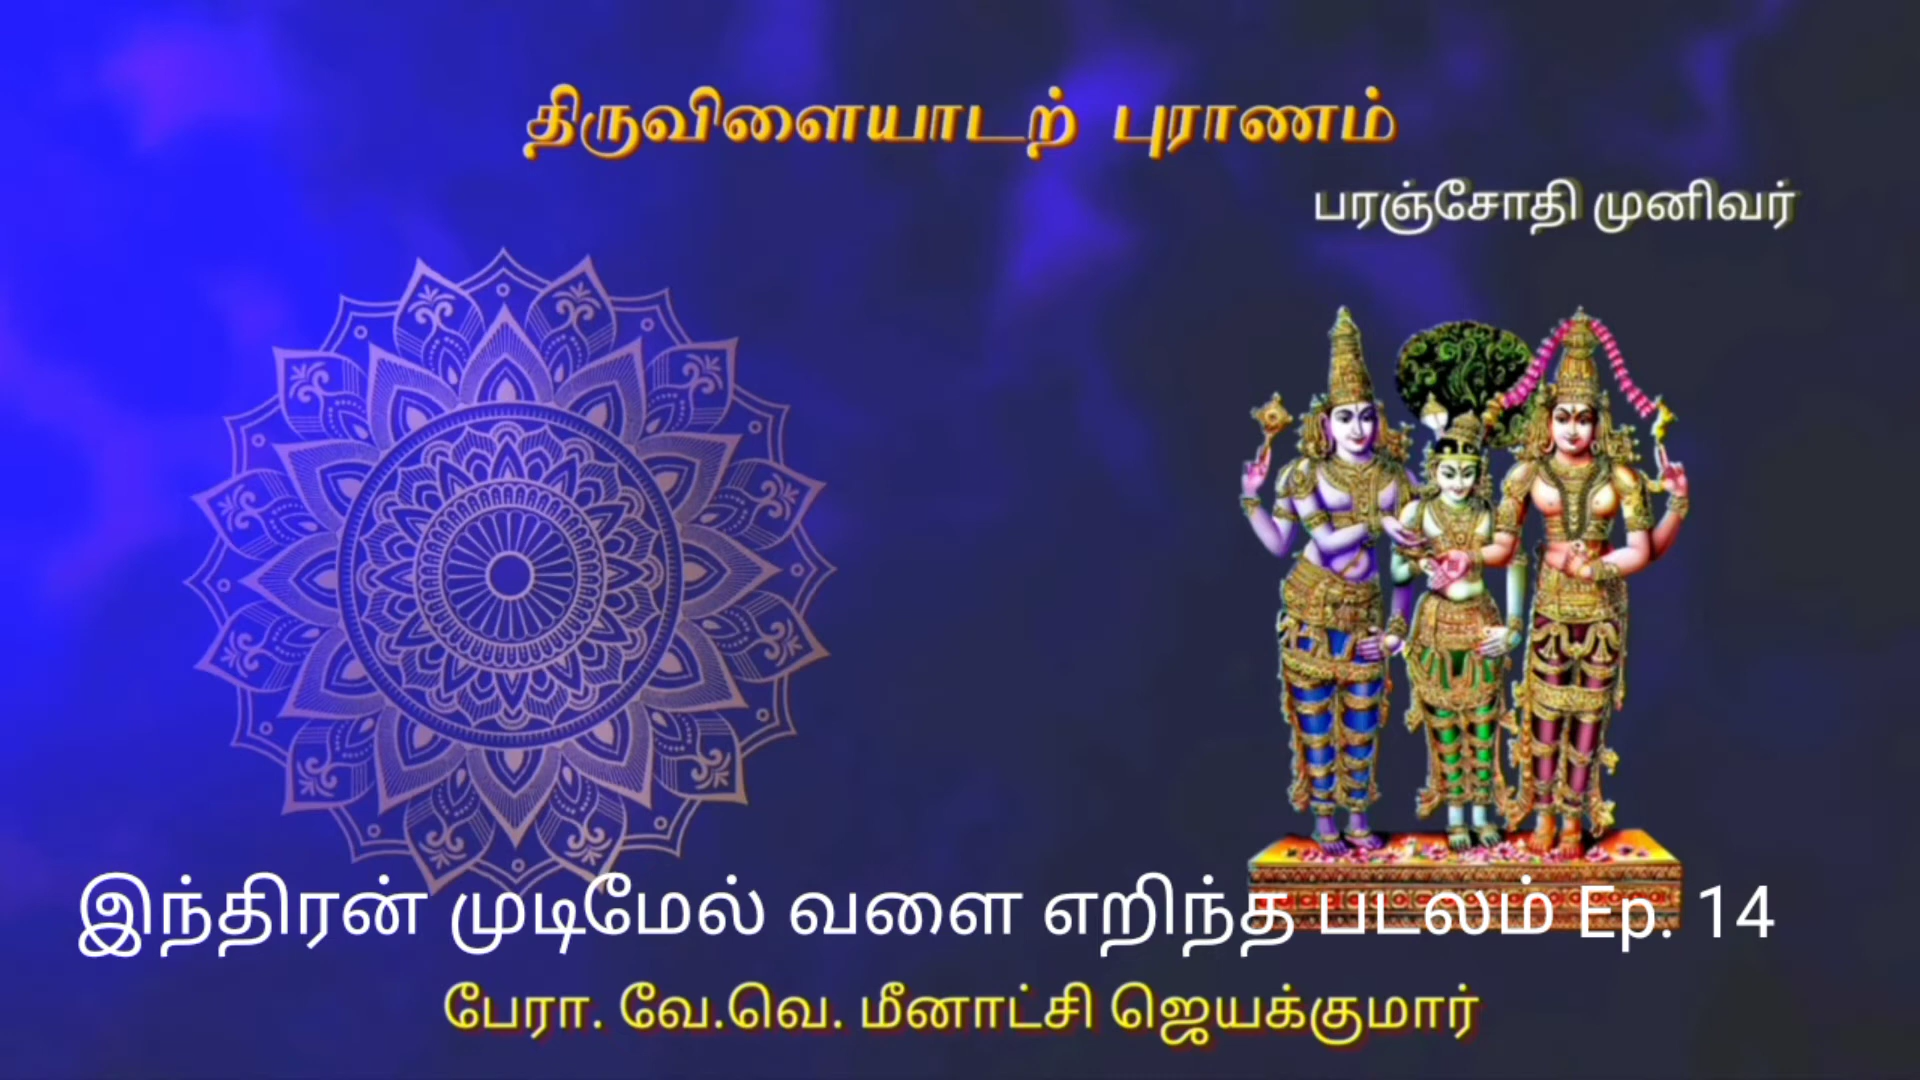 திருவிளையாடற் புராணம்
பரஞ்சோதி முனிவர்
இந்திரன் முடிமேல் வளை எறிந்த படலம் Ep. 14
பேரா. வே.வெ. மீனாட்சி ஜெயக்குமார்